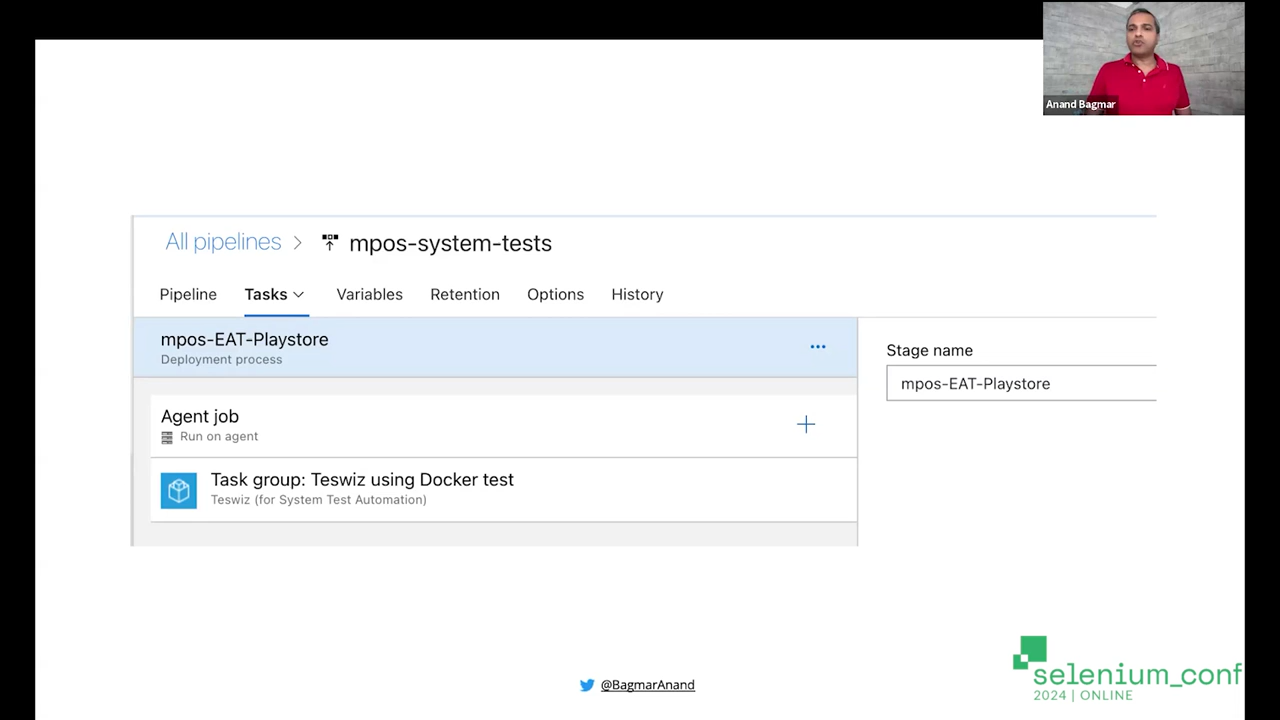 Anand Bagmar
All pipelines > mpos-system-tests
Pipeline Tasks Variables Retention Options History
mpos-EAT-Playstore
Deployment process
Stage name
mpos-EAT-Playstore
Agent job
Run on agent
Task group: Teswiz using Docker test
Teswiz (for System Test Automation)
@BagmarAnand
selenium_conf
2024 | ONLINE